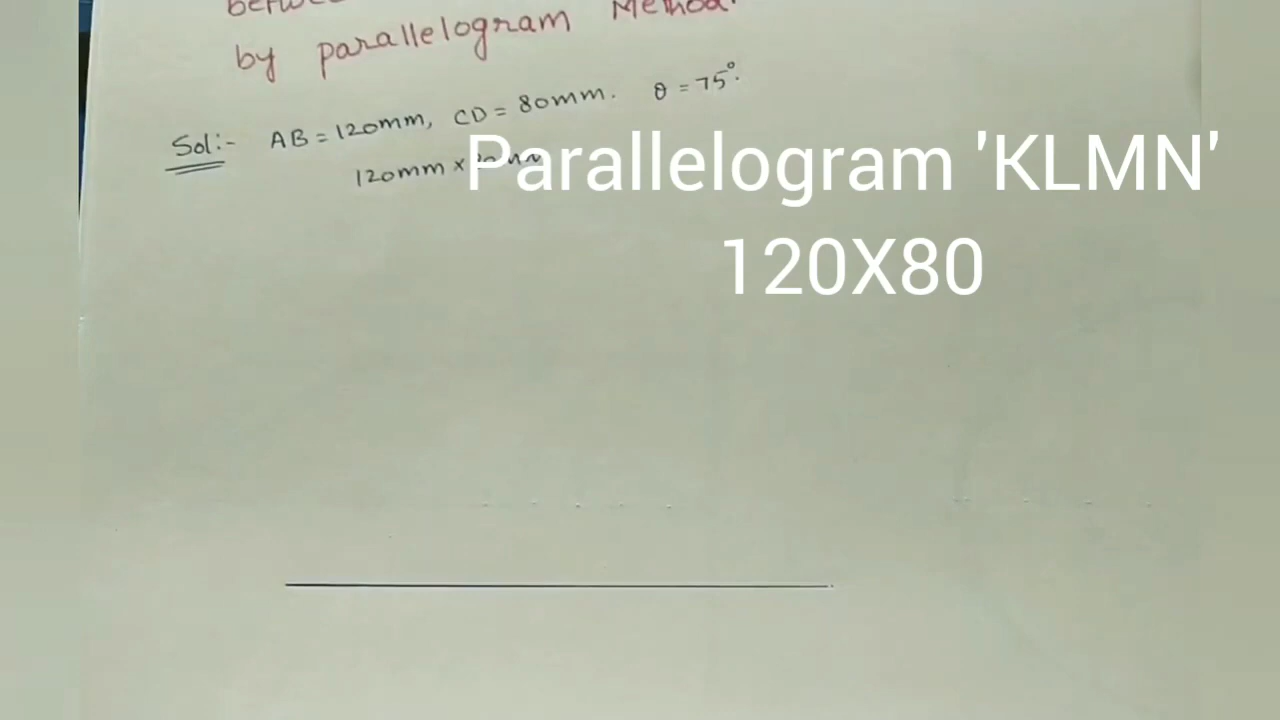 by parallelogram Method.
Sol:- AB = 120mm, CD = 80mm. θ = 75°.
120mm ×
Parallelogram 'KLMN'
120X80